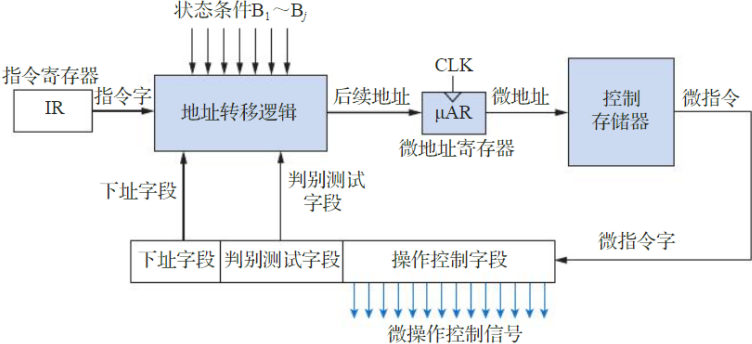 状态条件B₁～Bⱼ
指令寄存器
IR
指令字
地址转移逻辑
后续地址
CLK
μAR
微地址寄存器
微地址
控制
存储器
微指令
下址字段
判别测试
字段
微指令字
下址字段
判别测试字段
操作控制字段
微操作控制信号